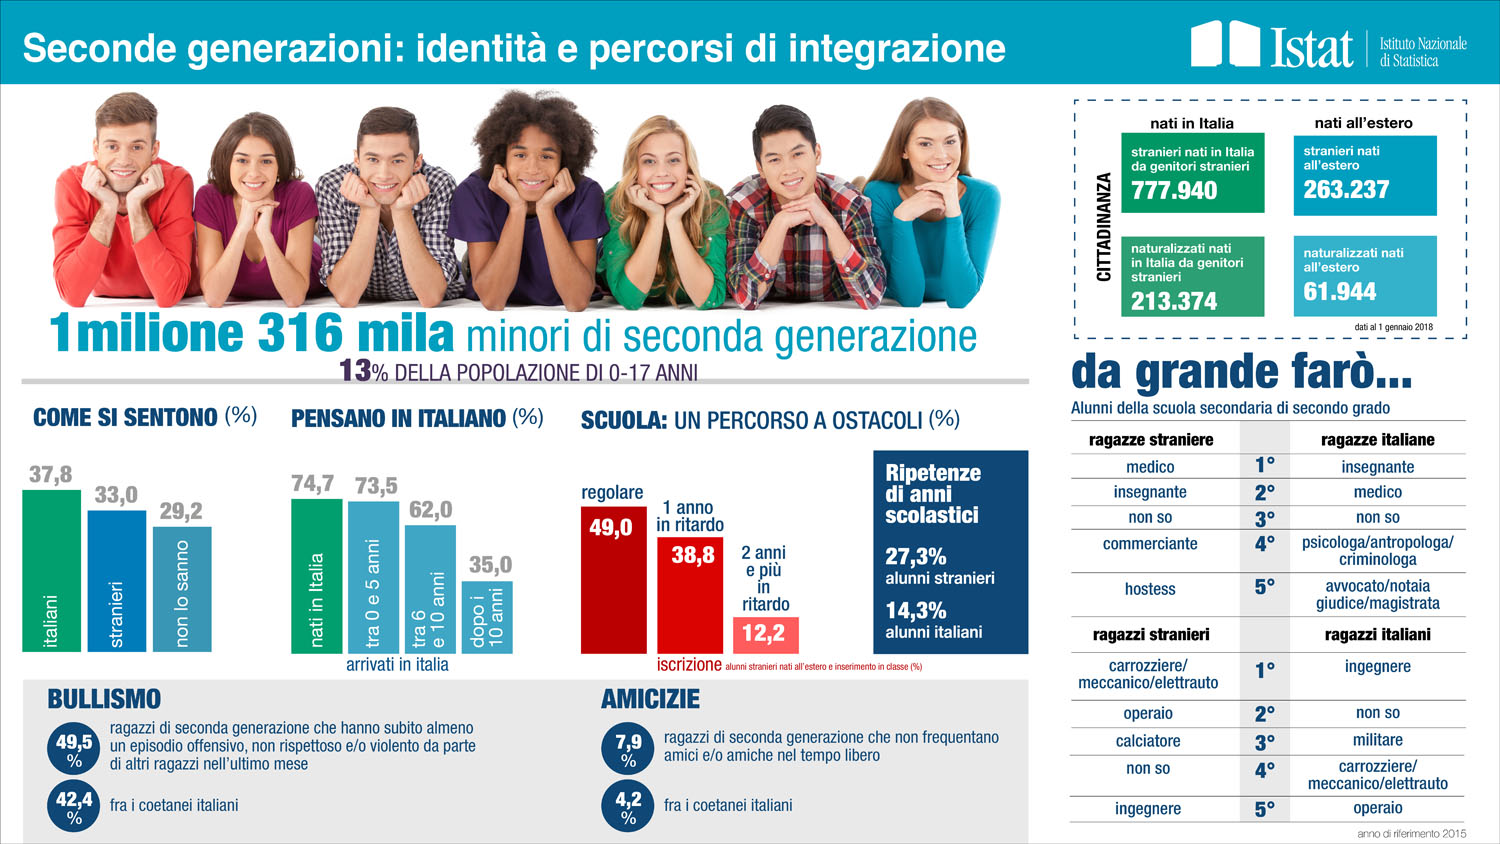 Seconde generazioni: identità e percorsi di integrazione
Istat
Istituto Nazionale
di Statistica
1milione 316 mila minori di seconda generazione
13% DELLA POPOLAZIONE DI 0-17 ANNI
CITTADINANZA
nati in Italia
nati all'estero
stranieri nati in Italia
da genitori stranieri
777.940
stranieri nati
all'estero
263.237
naturalizzati nati
in Italia da genitori
stranieri
213.374
naturalizzati nati
all'estero
61.944
dati al 1 gennaio 2018
COME SI SENTONO (%)
37,8
33,0
29,2
italiani
stranieri
non lo sanno
PENSANO IN ITALIANO (%)
74,7
73,5
62,0
35,0
nati in Italia
tra 0 e 5 anni
tra 6
e 10 anni
dopo i
10 anni
arrivati in italia
SCUOLA: UN PERCORSO A OSTACOLI (%)
regolare
49,0
1 anno
in ritardo
38,8
2 anni
e più
in
ritardo
12,2
iscrizione alunni stranieri nati all'estero e inserimento in classe (%)
Ripetenze
di anni
scolastici
27,3%
alunni stranieri
14,3%
alunni italiani
BULLISMO
49,5
%
ragazzi di seconda generazione che hanno subito almeno
un episodio offensivo, non rispettoso e/o violento da parte
di altri ragazzi nell'ultimo mese
42,4
%
fra i coetanei italiani
AMICIZIE
7,9
%
ragazzi di seconda generazione che non frequentano
amici e/o amiche nel tempo libero
4,2
%
fra i coetanei italiani
da grande farò...
Alunni della scuola secondaria di secondo grado
ragazze straniere ragazze italiane
medico 1° insegnante
insegnante 2° medico
non so 3° non so
commerciante 4° psicologa/antropologa/
criminologa
hostess 5° avvocato/notaia
giudice/magistrata
ragazzi stranieri ragazzi italiani
carrozziere/
meccanico/elettrauto 1° ingegnere
operaio 2° non so
calciatore 3° militare
non so 4° carrozziere/
meccanico/elettrauto
ingegnere 5° operaio
anno di riferimento 2015